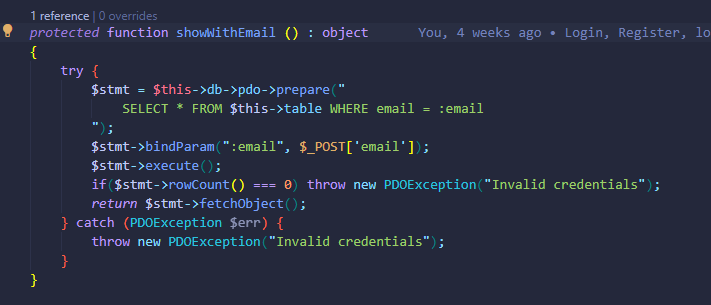 1 reference | 0 overrides
protected function showWithEmail () : object You, 4 weeks ago • Login, Register, lo
{
try {
$stmt = $this->db->pdo->prepare("
SELECT * FROM $this->table WHERE email = :email
");
$stmt->bindParam(":email", $_POST['email']);
$stmt->execute();
if($stmt->rowCount() === 0) throw new PDOException("Invalid credentials");
return $stmt->fetchObject();
} catch (PDOException $err) {
throw new PDOException("Invalid credentials");
}
}